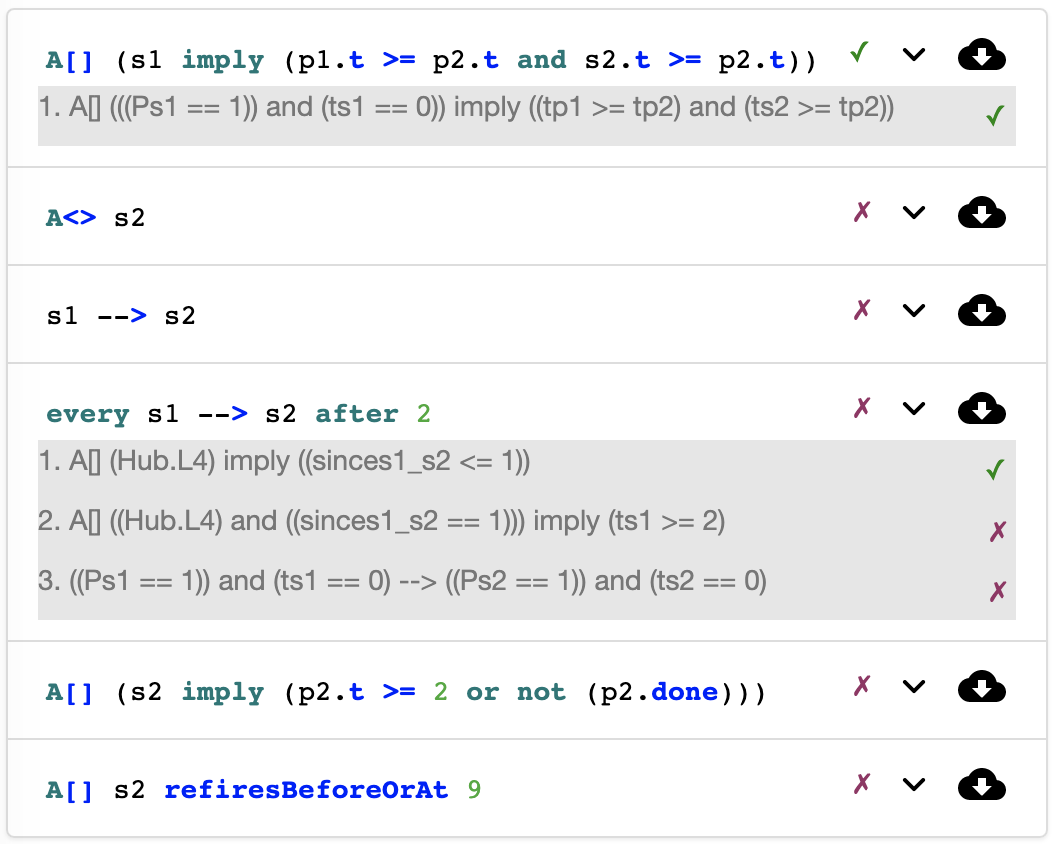 A[] (s1 imply (p1.t >= p2.t and s2.t >= p2.t)) ✓
1. A[] (((Ps1 == 1)) and (ts1 == 0)) imply ((tp1 >= tp2) and (ts2 >= tp2)) ✓
A<> s2 ✗
s1 --> s2 ✗
every s1 --> s2 after 2 ✗
1. A[] (Hub.L4) imply ((sinces1_s2 <= 1)) ✓
2. A[] ((Hub.L4) and ((sinces1_s2 == 1))) imply (ts1 >= 2) ✗
3. ((Ps1 == 1)) and (ts1 == 0) --> ((Ps2 == 1)) and (ts2 == 0) ✗
A[] (s2 imply (p2.t >= 2 or not (p2.done))) ✗
A[] s2 refiresBeforeOrAt 9 ✗